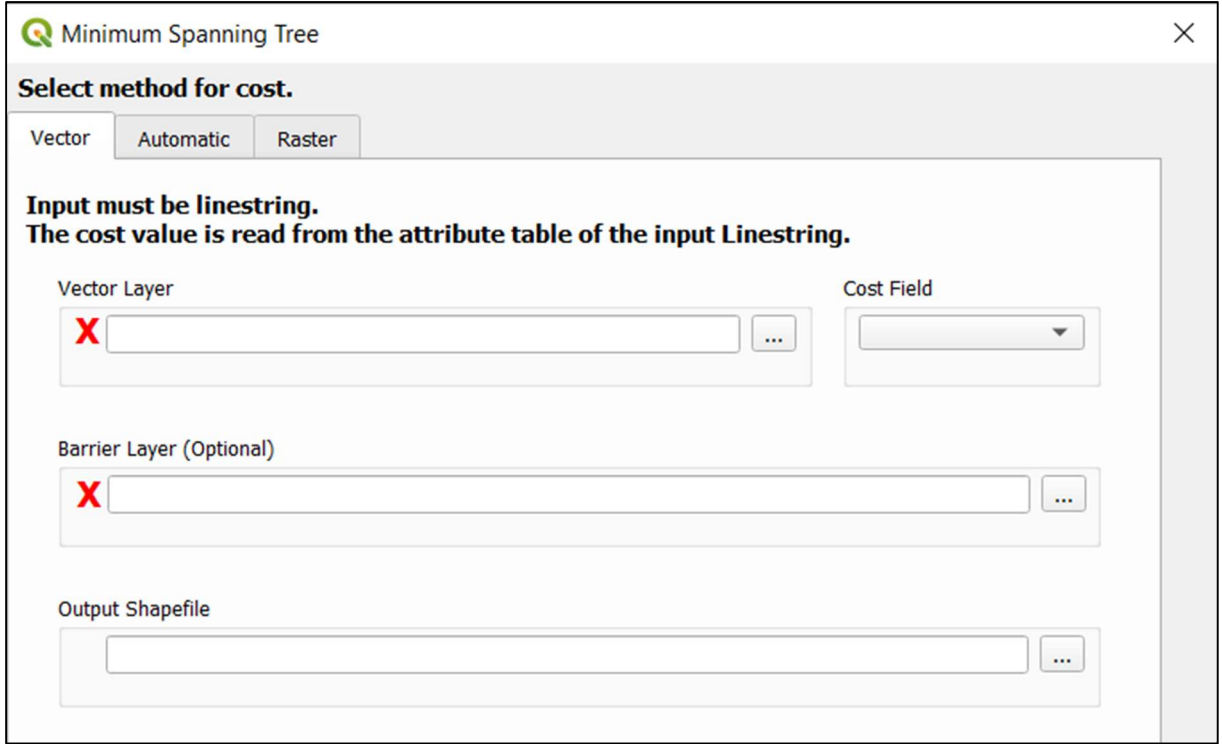 Minimum Spanning Tree
Select method for cost.
Vector Automatic Raster
Input must be linestring.
The cost value is read from the attribute table of the input Linestring.
Vector Layer Cost Field
X ...
Barrier Layer (Optional)
X ...
Output Shapefile
...